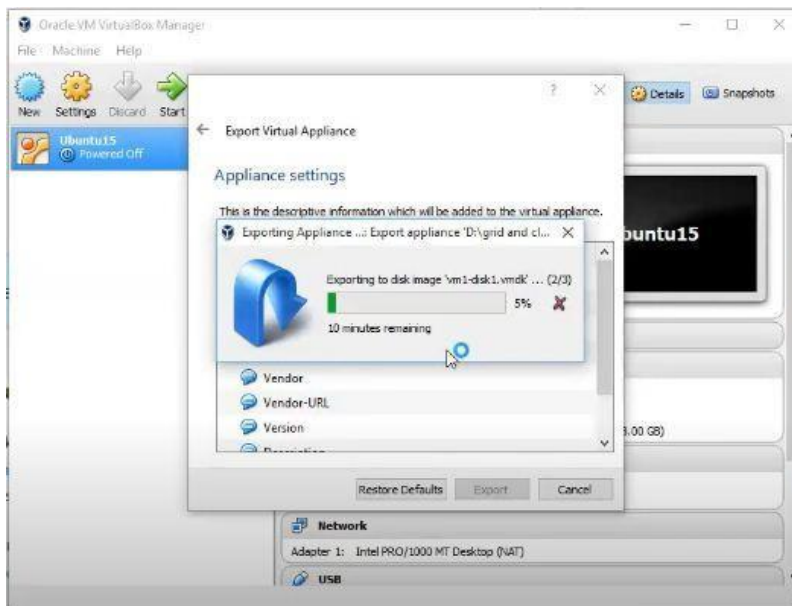 Oracle VM VirtualBox Manager
File Machine Help
New Settings Discard Start
Details Snapshots
Ubuntu15
Powered Off
?
Export Virtual Appliance
Appliance settings
This is the descriptive information which will be added to the virtual appliance.
Exporting Appliance ...: Export appliance 'D:\grid and cl...
Exporting to disk image 'vm1-disk1.vmdk' ... (2/3)
5%
10 minutes remaining
buntu15
Vendor
Vendor-URL
Version
Description
.00 GB)
Restore Defaults Export Cancel
Network
Adapter 1: Intel PRO/1000 MT Desktop (NAT)
USB